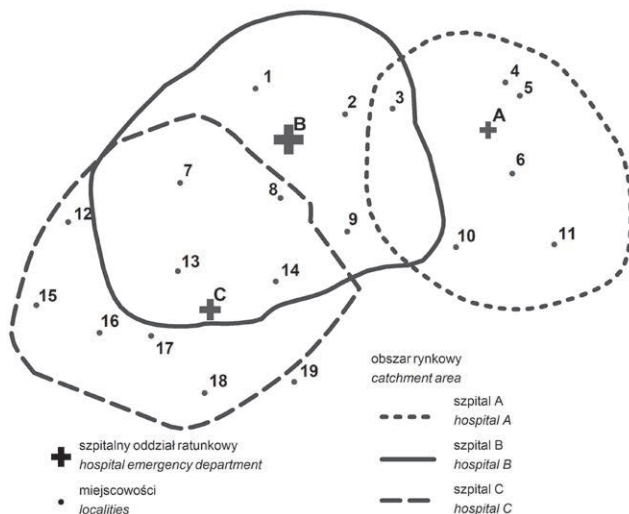 1
2
3
4
5
A
B
6
7
8
9
10
11
12
13
14
C
15
16
17
18
19
obszar rynkowy
catchment area
szpital A
hospital A
szpital B
hospital B
szpital C
hospital C
szpitalny oddział ratunkowy
hospital emergency department
miejscowości
localities